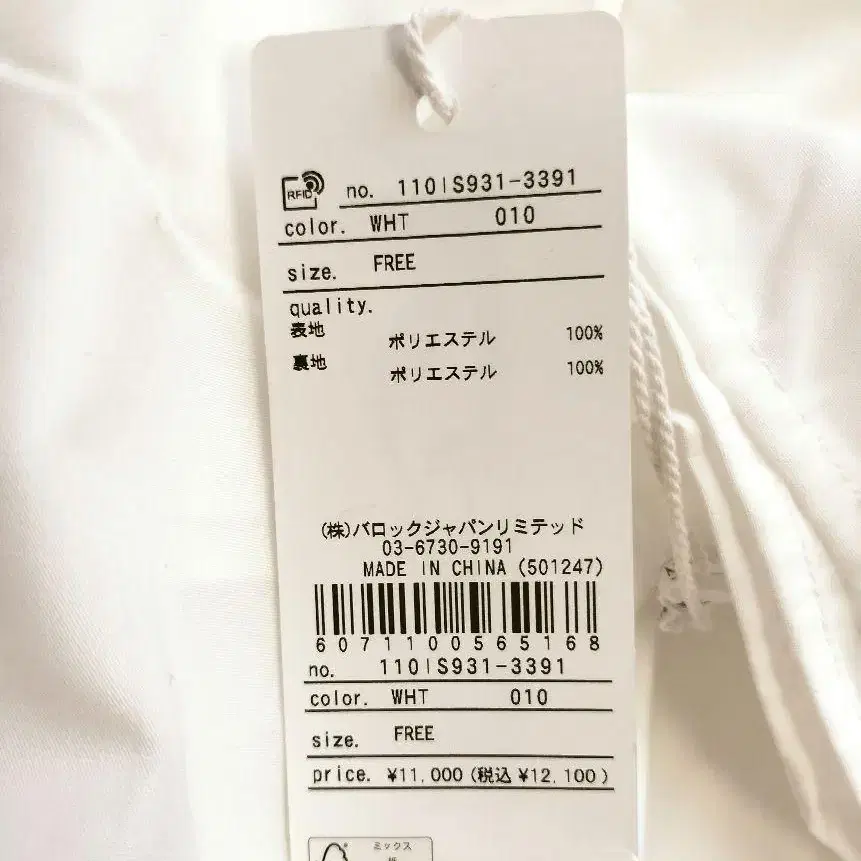 RFID no. 110IS931-3391
color. WHT 010
size. FREE
quality.
表地 ポリエステル 100%
裏地 ポリエステル 100%
(株)バロックジャパンリミテッド
03-6730-9191
MADE IN CHINA (501247)
6071100565168
no. 110IS931-3391
color. WHT 010
size. FREE
price. ¥11,000 (税込 ¥12,100)
ミックス